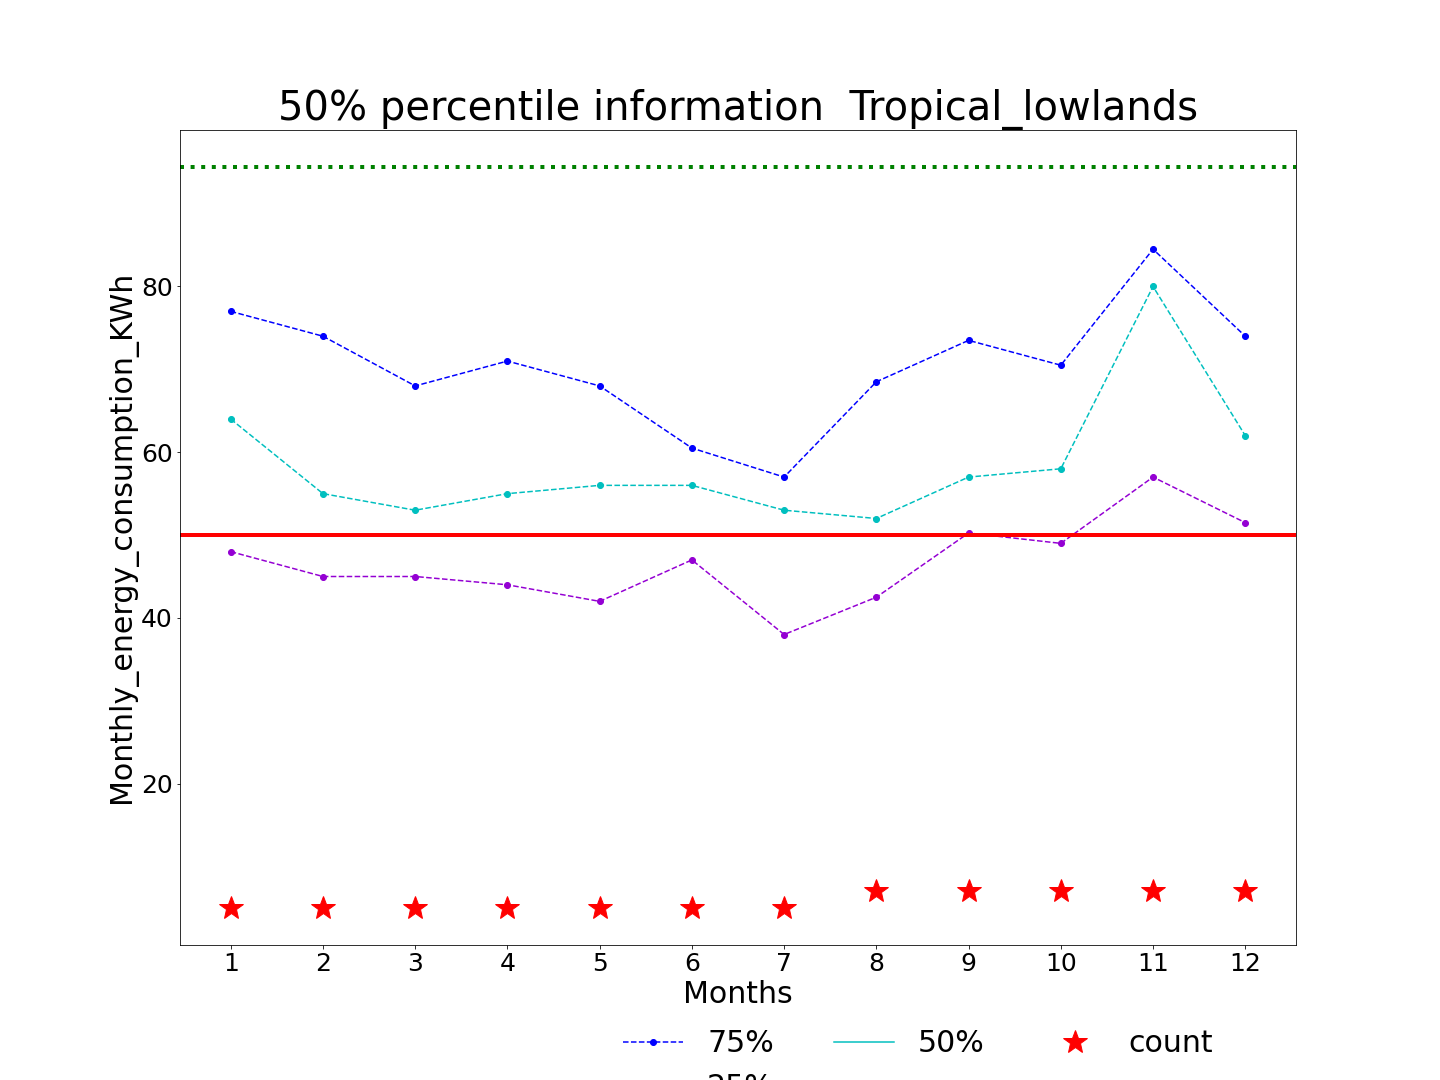 50% percentile information  Tropical_lowlands
Monthly_energy_consumption_KWh
80
60
40
20
1 2 3 4 5 6 7 8 9 10 11 12
Months
75% 50% count
25%